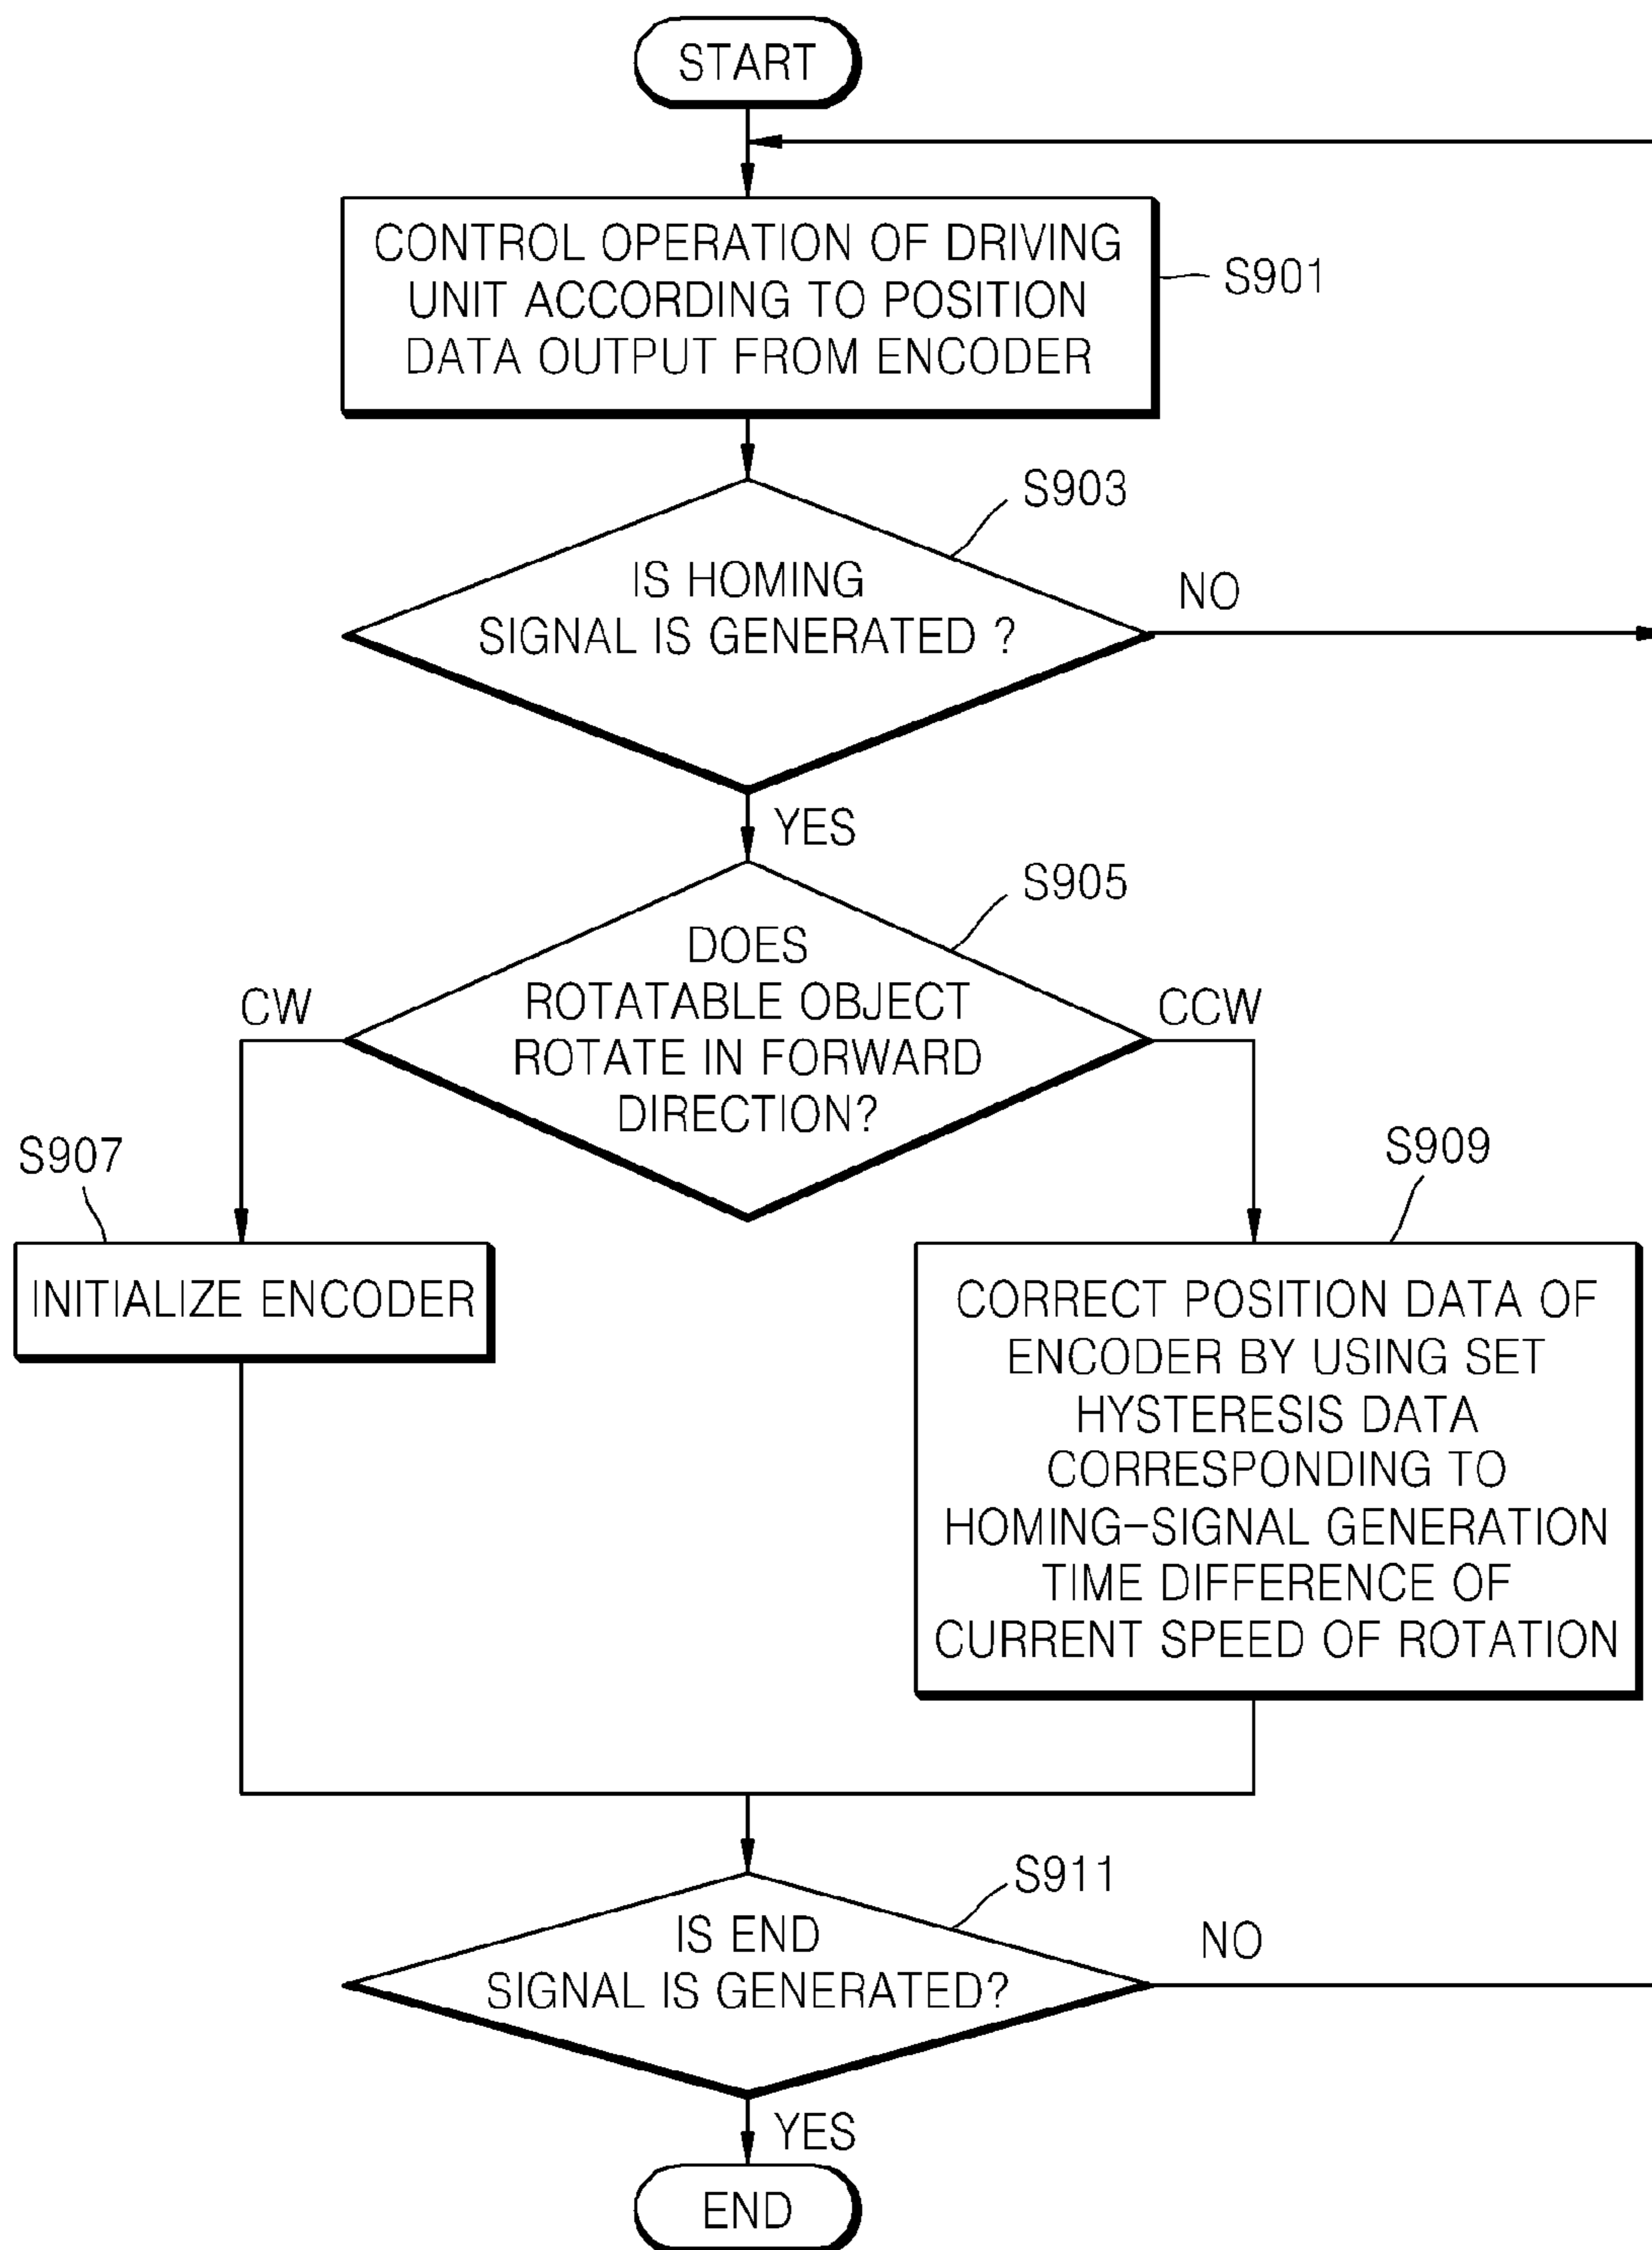 START
CONTROL OPERATION OF DRIVING
UNIT ACCORDING TO POSITION
DATA OUTPUT FROM ENCODER
S901
S903
IS HOMING
SIGNAL IS GENERATED ?
NO
YES
S905
DOES
ROTATABLE OBJECT
ROTATE IN FORWARD
DIRECTION?
CW
CCW
S907
INITIALIZE ENCODER
S909
CORRECT POSITION DATA OF
ENCODER BY USING SET
HYSTERESIS DATA
CORRESPONDING TO
HOMING-SIGNAL GENERATION
TIME DIFFERENCE OF
CURRENT SPEED OF ROTATION
S911
IS END
SIGNAL IS GENERATED?
NO
YES
END